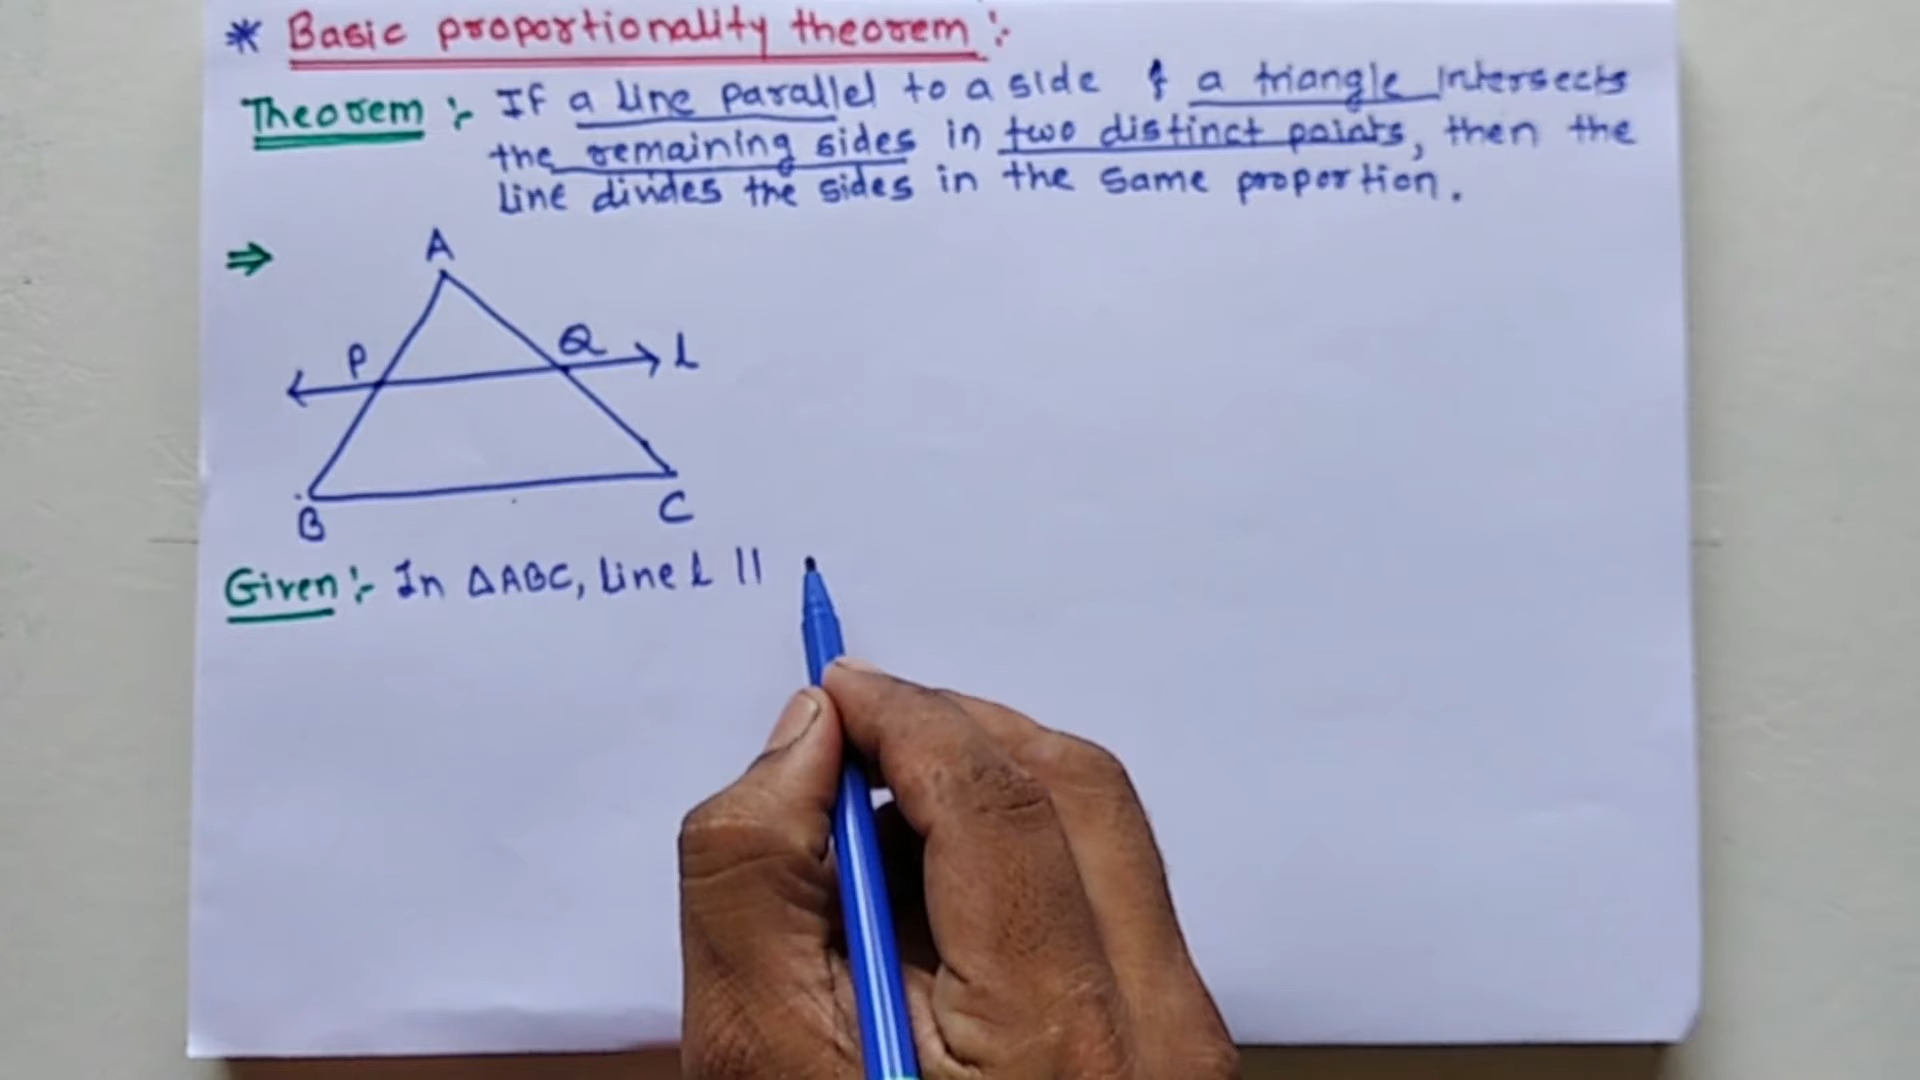 * Basic proportionality theorem :-
Theorem :- If a line parallel to a side & a triangle intersects
the remaining sides in two distinct points, then the
line divides the sides in the same proportion.
⇒
A
P
Q
L
B
C
Given :- In ΔABC, Line L ||